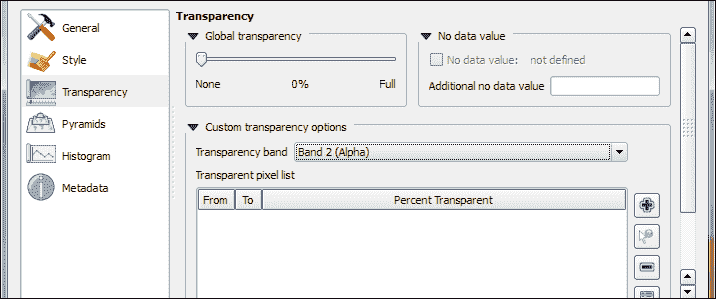 General
Style
Transparency
Pyramids
Histogram
Metadata
Transparency
Global transparency
None 0% Full
No data value
No data value: not defined
Additional no data value
Custom transparency options
Transparency band Band 2 (Alpha)
Transparent pixel list
From To Percent Transparent